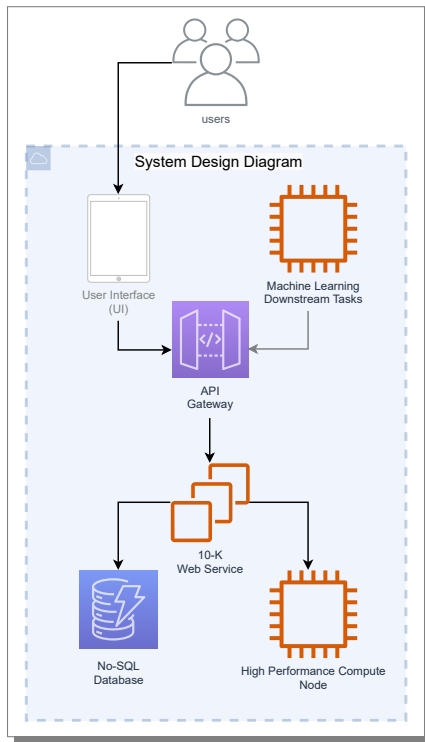 users
System Design Diagram
User Interface
(UI)
Machine Learning
Downstream Tasks
</>
API
Gateway
10-K
Web Service
No-SQL
Database
High Performance Compute
Node